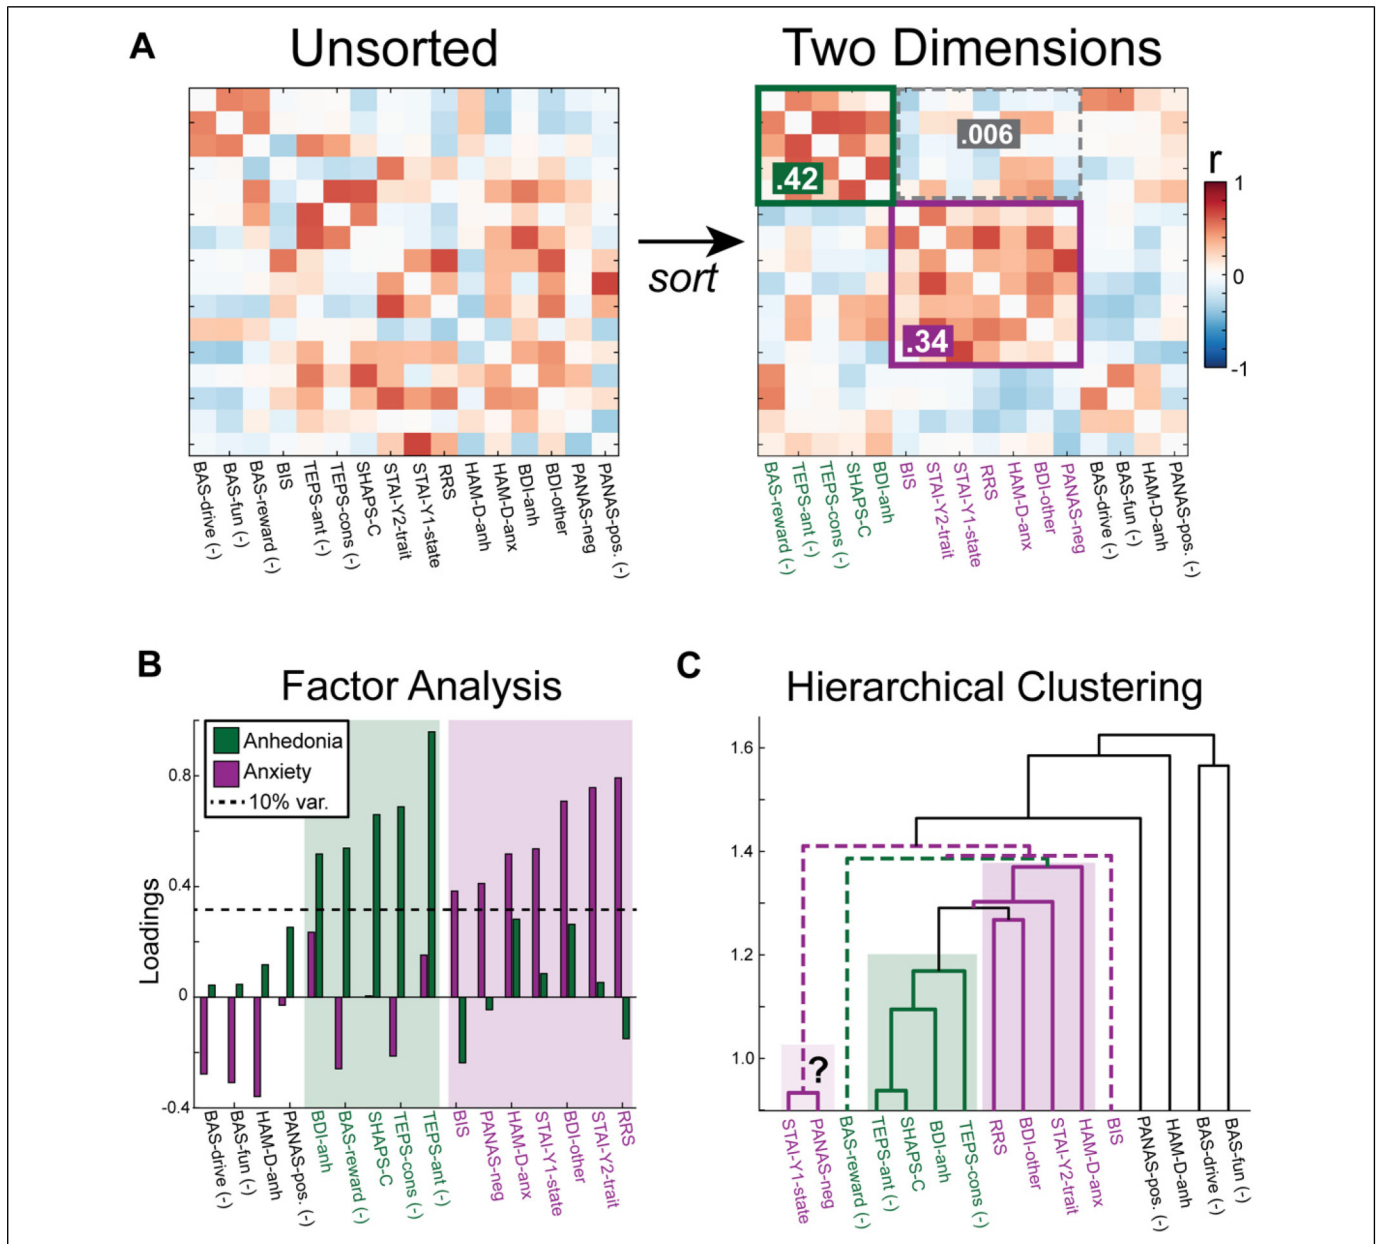 A
Unsorted
Two Dimensions
.42
.006
.34
sort
r
1
0
-1
BAS-drive (-)
BAS-fun (-)
BAS-reward (-)
BIS
TEPS-ant (-)
TEPS-cons (-)
SHAPS-C
STAI-Y2-trait
STAI-Y1-state
RRS
HAM-D-anh
HAM-D-anx
BDI-anh
BDI-other
PANAS-neg
PANAS-pos. (-)
BAS-reward (-)
TEPS-ant (-)
TEPS-cons (-)
SHAPS-C
BDI-anh
BIS
STAI-Y2-trait
STAI-Y1-state
RRS
HAM-D-anx
BDI-other
PANAS-neg
BAS-drive (-)
BAS-fun (-)
HAM-D-anh
PANAS-pos. (-)
B
Factor Analysis
Anhedonia
Anxiety
10% var.
Loadings
0.8
0.4
0
-0.4
BAS-drive (-)
BAS-fun (-)
HAM-D-anh
PANAS-pos. (-)
BDI-anh
BAS-reward (-)
SHAPS-C
TEPS-cons (-)
TEPS-ant (-)
BIS
PANAS-neg
HAM-D-anx
STAI-Y1-state
BDI-other
STAI-Y2-trait
RRS
C
Hierarchical Clustering
1.6
1.4
1.2
1.0
?
STAI-Y1-state
PANAS-neg
BAS-reward (-)
TEPS-ant (-)
SHAPS-C
BDI-anh
TEPS-cons (-)
RRS
BDI-other
STAI-Y2-trait
HAM-D-anx
BIS
PANAS-pos. (-)
HAM-D-anh
BAS-drive (-)
BAS-fun (-)